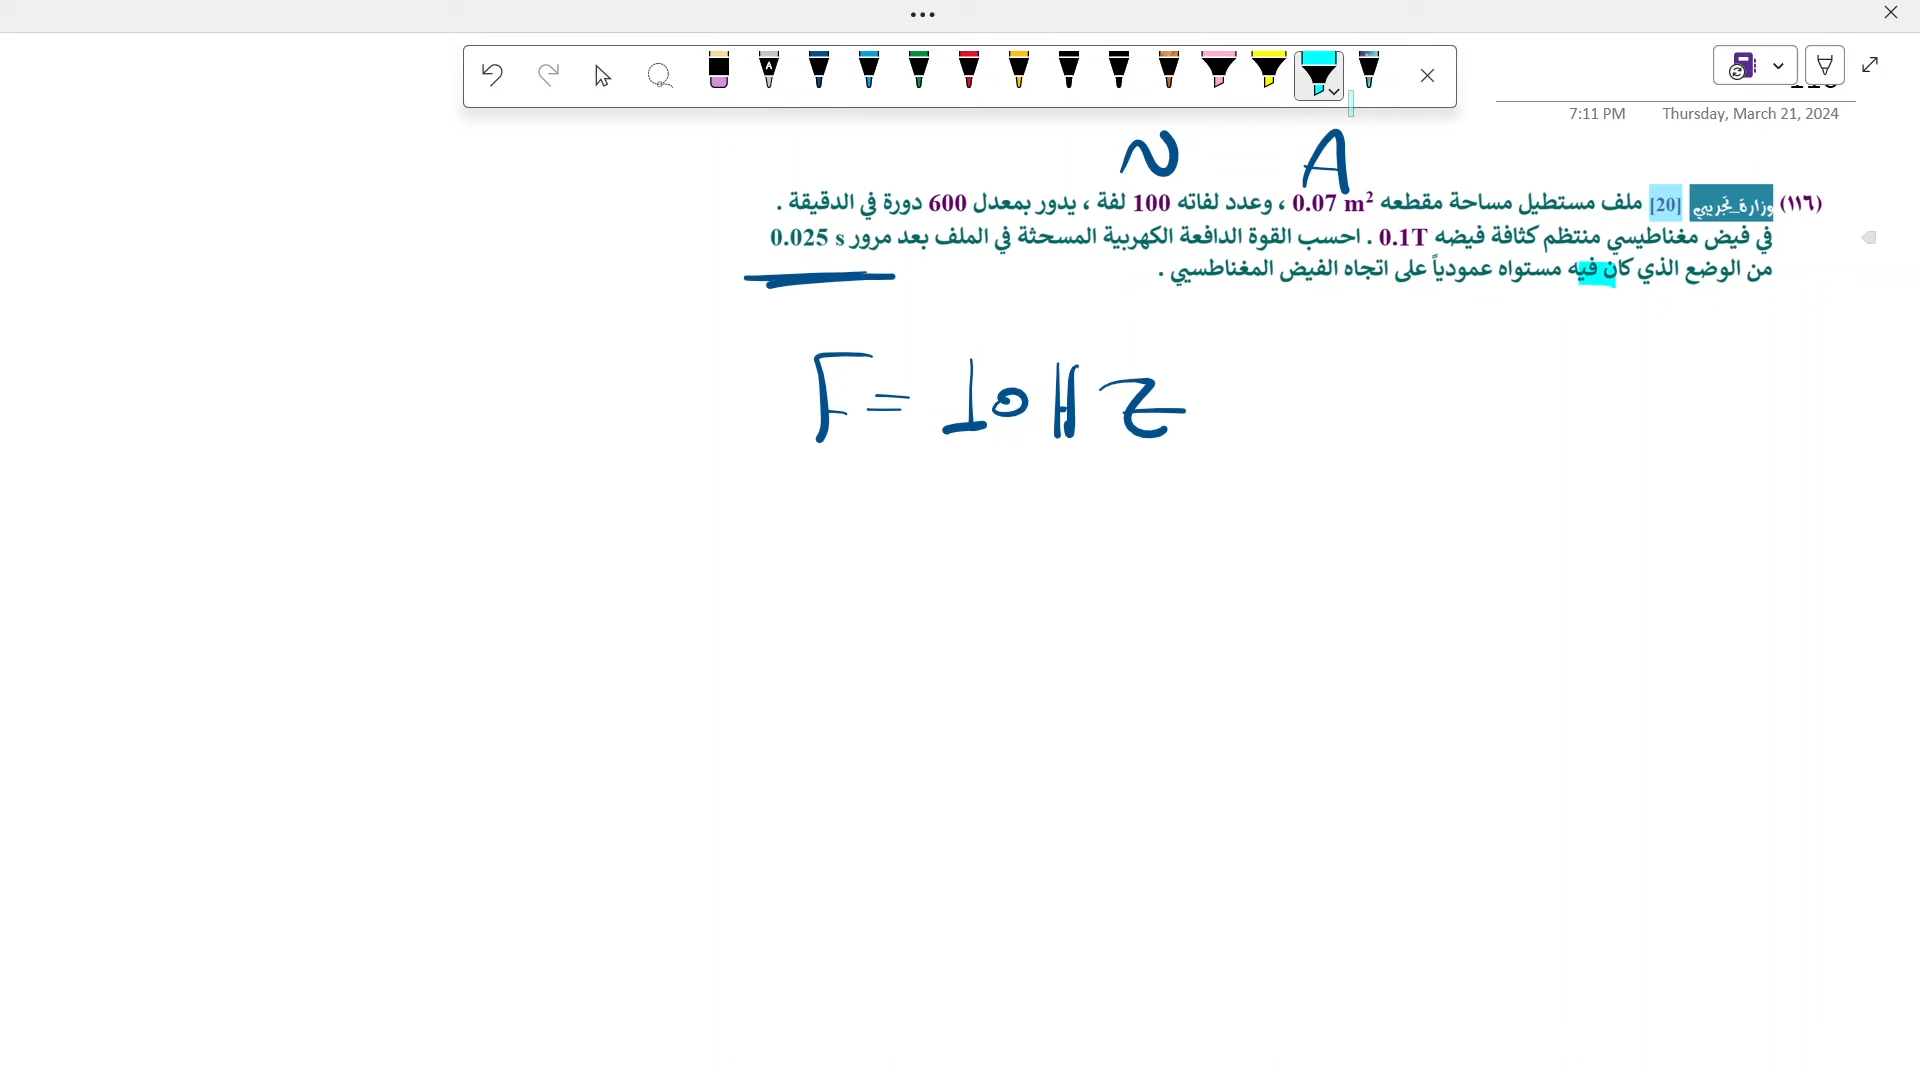 7:11 PM Thursday, March 21, 2024
N A
(١١٦) وزارة_تجريبي [20] ملف مستطيل مساحة مقطعه 0.07 m² ، وعدد لفاته 100 لفة ، يدور بمعدل 600 دورة في الدقيقة .
في فيض مغناطيسي منتظم كثافة فيضه 0.1T . احسب القوة الدافعة الكهربية المسحثة في الملف بعد مرور 0.025 s
من الوضع الذي كان فيه مستواه عمودياً على اتجاه الفيض المغناطسيي .
F = 10 HZ